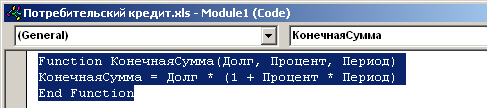 Потребительский кредит.xls - Module1 (Code)
(General) КонечнаяСумма
Function КонечнаяСумма(Долг, Процент, Период)
КонечнаяСумма = Долг * (1 + Процент * Период)
End Function